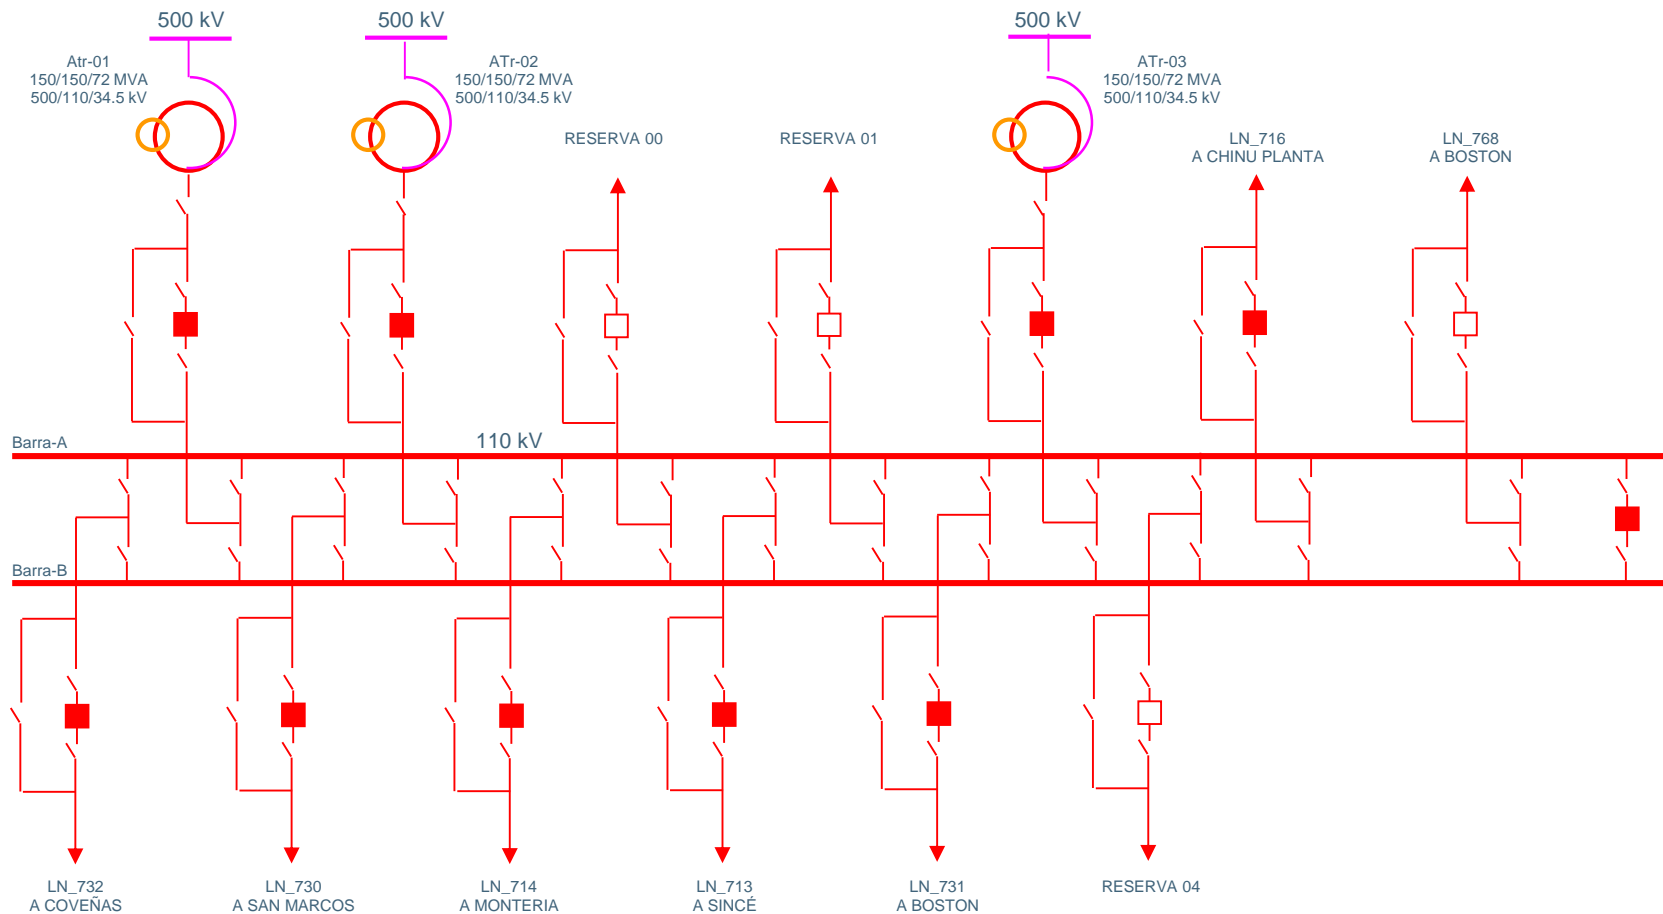 500 kV
500 kV
500 kV
Atr-01
150/150/72 MVA
500/110/34.5 kV
ATr-02
150/150/72 MVA
500/110/34.5 kV
ATr-03
150/150/72 MVA
500/110/34.5 kV
RESERVA 00
RESERVA 01
LN_716
A CHINU PLANTA
LN_768
A BOSTON
Barra-A
110 kV
Barra-B
LN_732
A COVEÑAS
LN_730
A SAN MARCOS
LN_714
A MONTERIA
LN_713
A SINCÉ
LN_731
A BOSTON
RESERVA 04